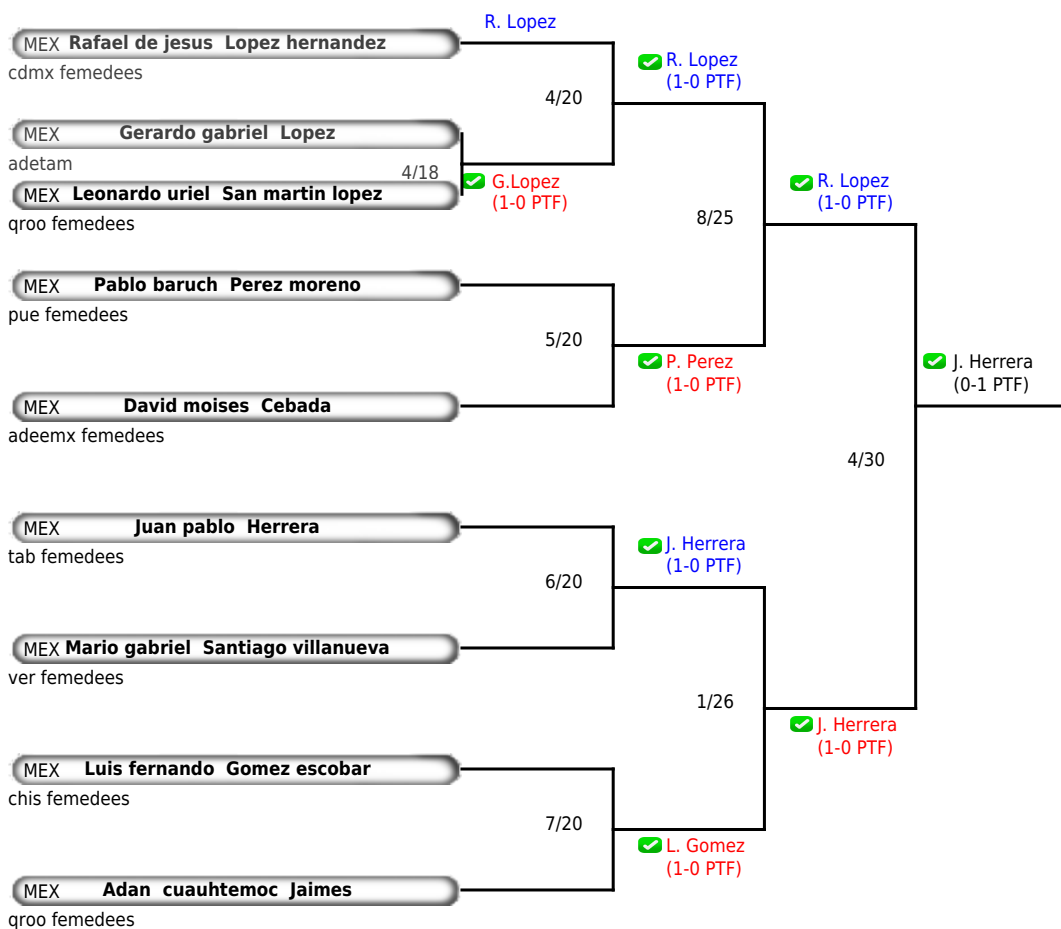 R. Lopez
MEX Rafael de jesus Lopez hernandez
cdmx femedees
R. Lopez
(1-0 PTF)
4/20
MEX Gerardo gabriel Lopez
adetam
4/18
G.Lopez
(1-0 PTF)
MEX Leonardo uriel San martin lopez
qroo femedees
R. Lopez
(1-0 PTF)
8/25
MEX Pablo baruch Perez moreno
pue femedees
5/20
P. Perez
(1-0 PTF)
MEX David moises Cebada
adeemx femedees
J. Herrera
(0-1 PTF)
4/30
MEX Juan pablo Herrera
tab femedees
J. Herrera
(1-0 PTF)
6/20
MEX Mario gabriel Santiago villanueva
ver femedees
1/26
J. Herrera
(1-0 PTF)
MEX Luis fernando Gomez escobar
chis femedees
7/20
L. Gomez
(1-0 PTF)
MEX Adan cuauhtemoc Jaimes
qroo femedees